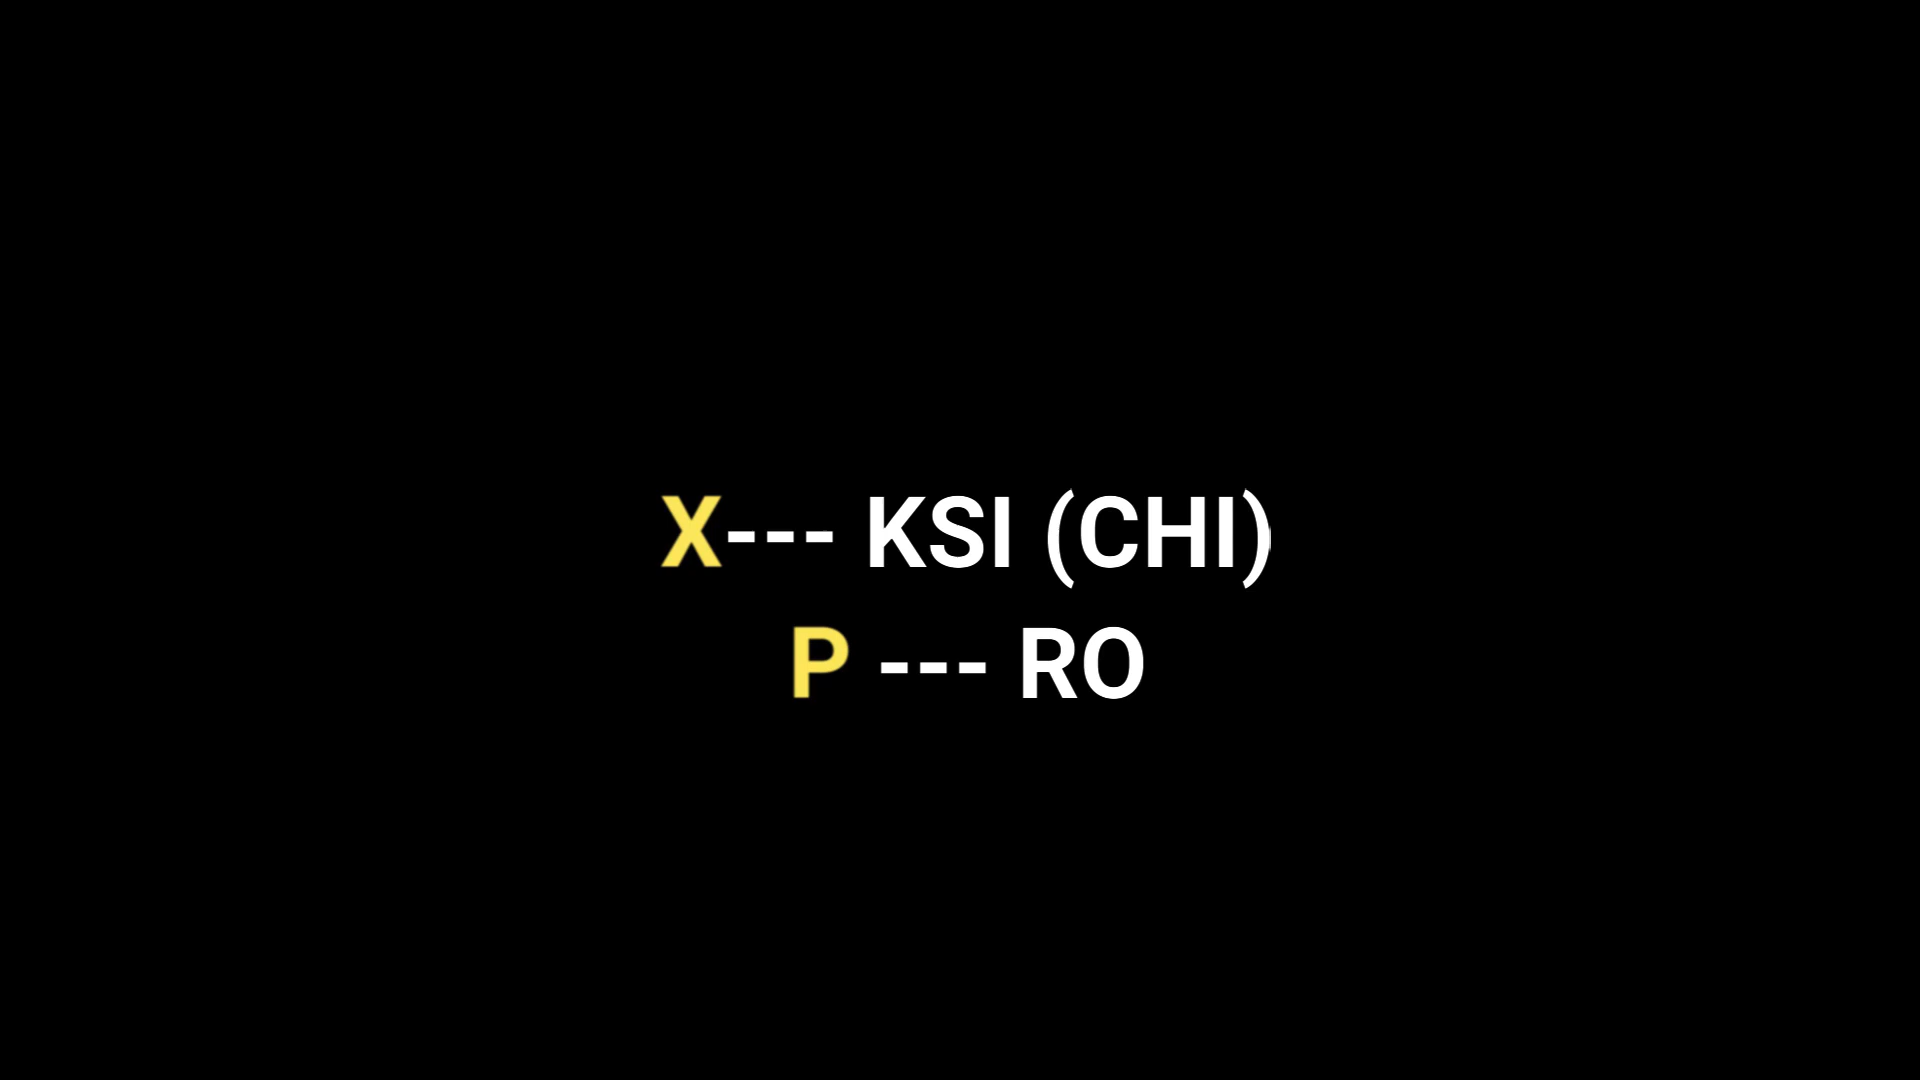 X--- KSI (CHI)
P --- RO